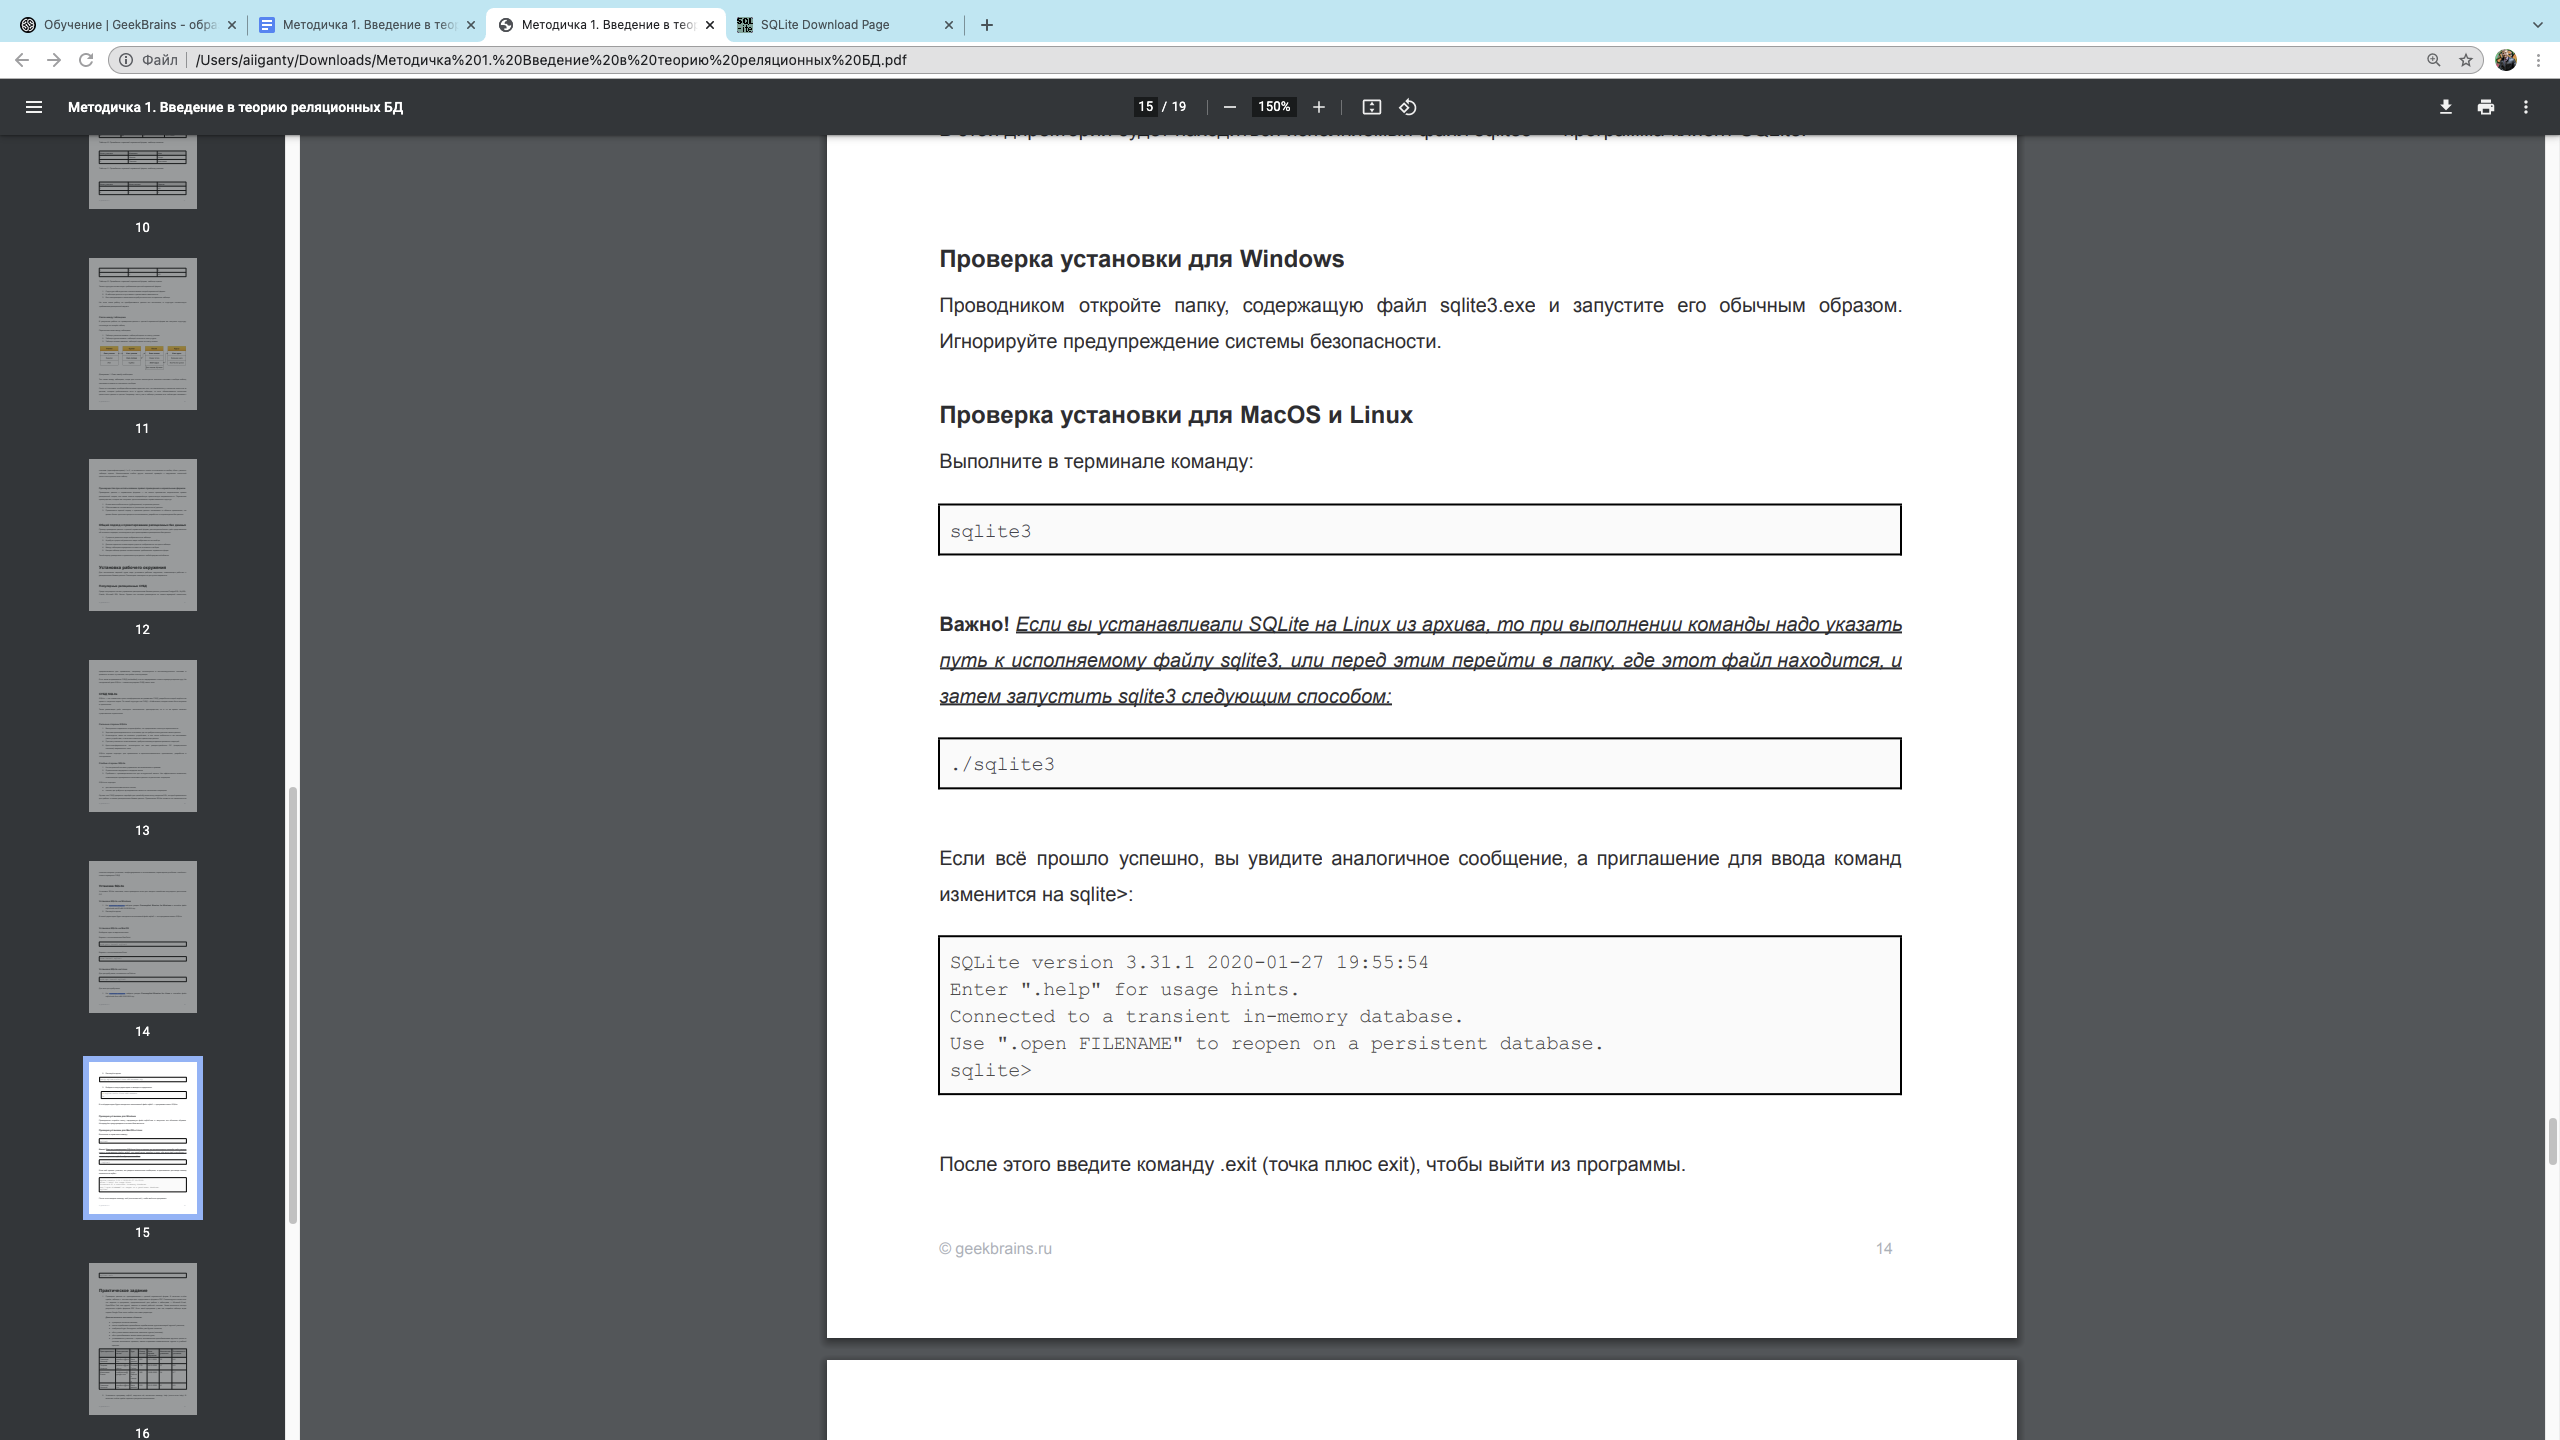 Обучение | GeekBrains - обра
Методичка 1. Введение в теор
Методичка 1. Введение в теор
SQLite Download Page
Файл
/Users/aiiganty/Downloads/Методичка%201.%20Введение%20в%20теорию%20реляционных%20БД.pdf
Методичка 1. Введение в теорию реляционных БД
15 / 19
150%
10
11
12
13
14
15
16
Проверка установки для Windows
Проводником откройте папку, содержащую файл sqlite3.exe и запустите его обычным образом.
Игнорируйте предупреждение системы безопасности.
Проверка установки для MacOS и Linux
Выполните в терминале команду:
sqlite3
Важно! Если вы устанавливали SQLite на Linux из архива, то при выполнении команды надо указать
путь к исполняемому файлу sqlite3, или перед этим перейти в папку, где этот файл находится, и
затем запустить sqlite3 следующим способом:
./sqlite3
Если всё прошло успешно, вы увидите аналогичное сообщение, а приглашение для ввода команд
изменится на sqlite>:
SQLite version 3.31.1 2020-01-27 19:55:54
Enter ".help" for usage hints.
Connected to a transient in-memory database.
Use ".open FILENAME" to reopen on a persistent database.
sqlite>
После этого введите команду .exit (точка плюс exit), чтобы выйти из программы.
© geekbrains.ru
14